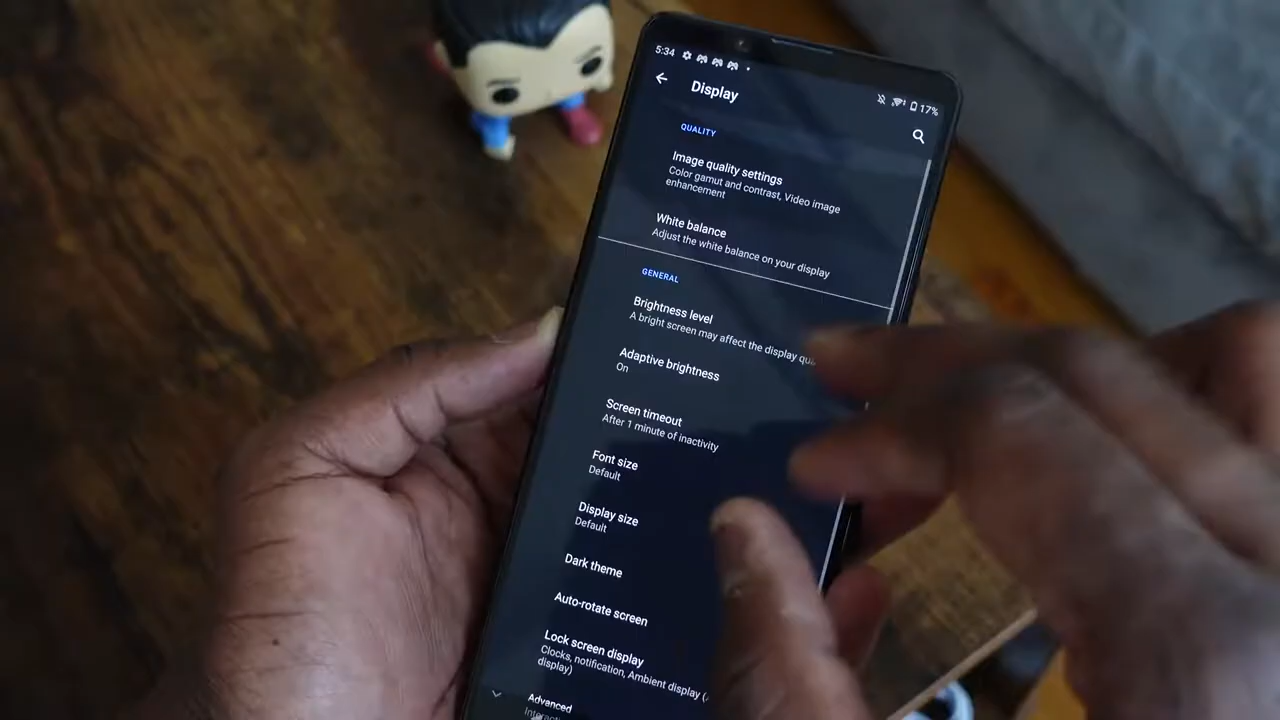 5:34
17%
Display
QUALITY
Image quality settings
Color gamut and contrast, Video image
enhancement
White balance
Adjust the white balance on your display
GENERAL
Brightness level
A bright screen may affect the display
Adaptive brightness
On
Screen timeout
After 1 minute of inactivity
Font size
Default
Display size
Default
Dark theme
Auto-rotate screen
Lock screen display
Clocks, notification, Ambient display (
display)
Advanced